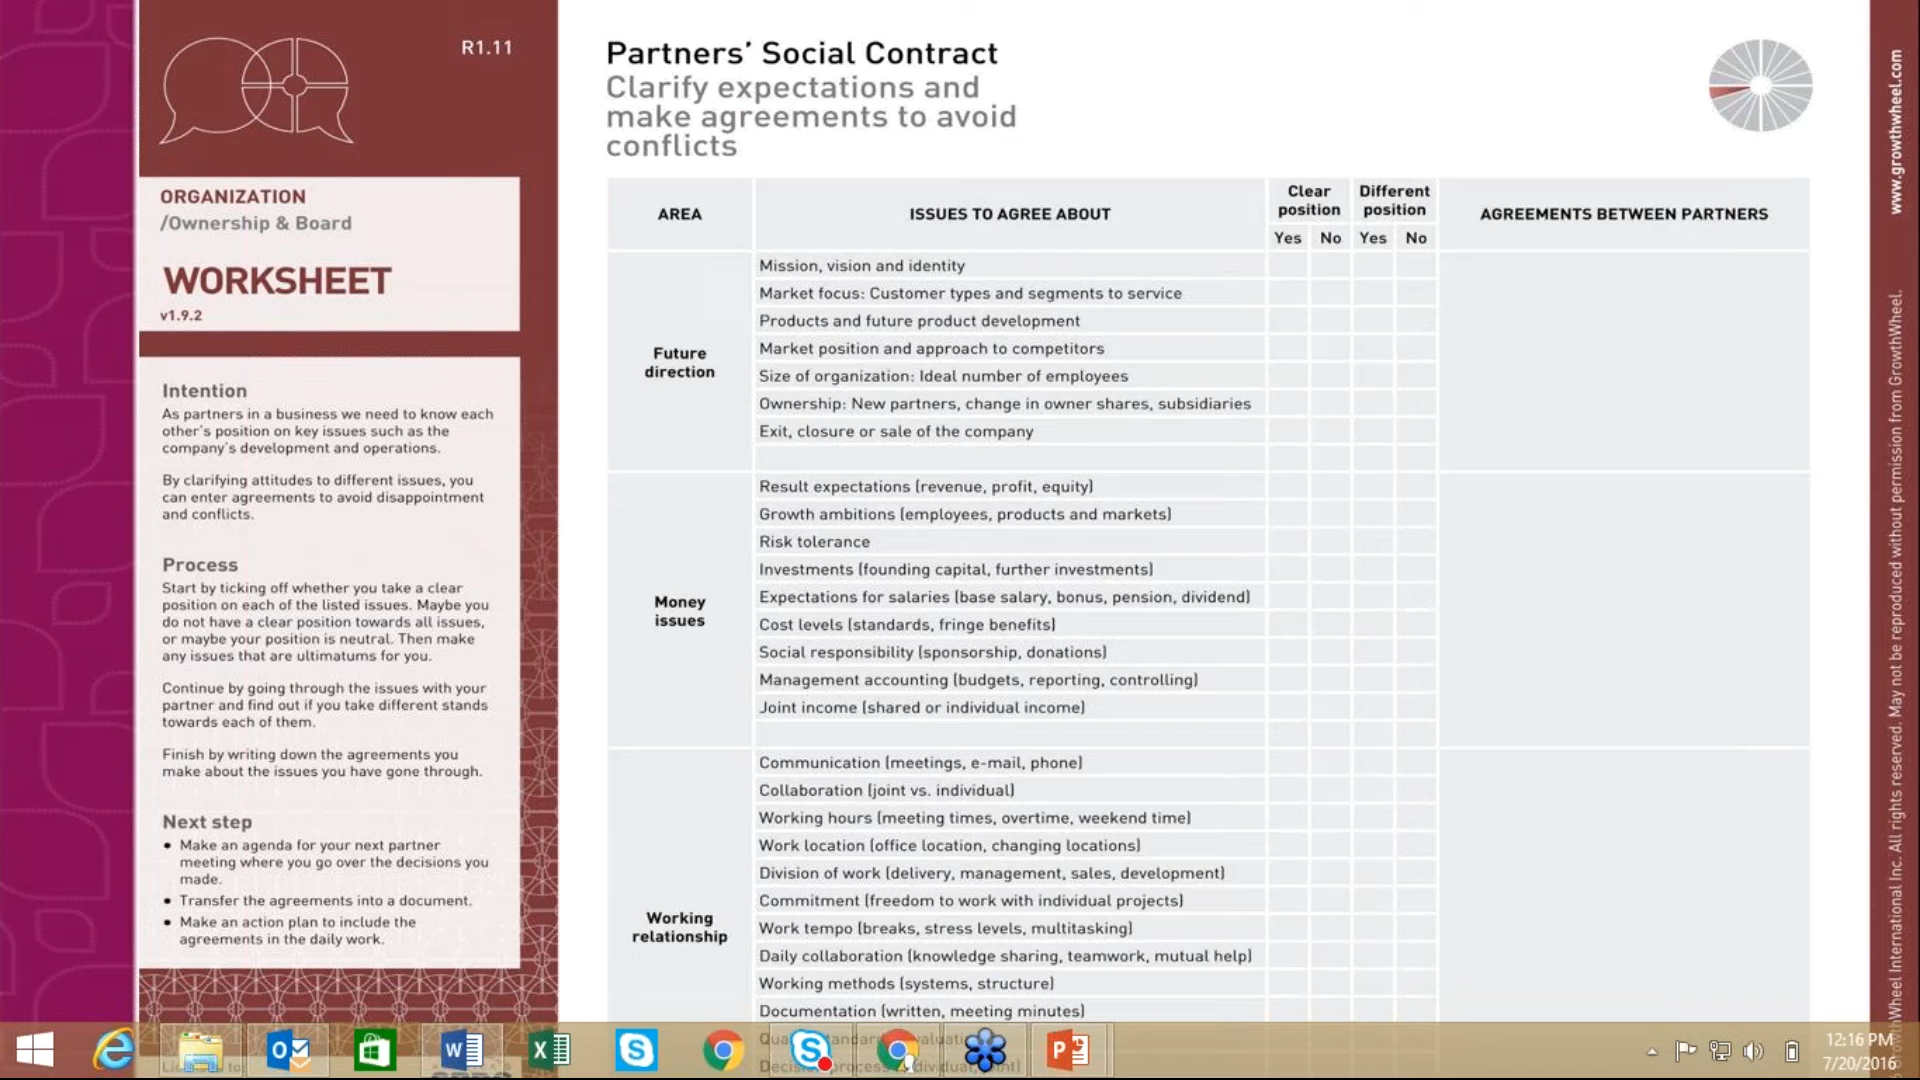 R1.11
ORGANIZATION
/Ownership & Board
WORKSHEET
v1.9.2
Intention
As partners in a business we need to know each
other's position on key issues such as the
company's development and operations.
By clarifying attitudes to different issues, you
can enter agreements to avoid disappointment
and conflicts.
Process
Start by ticking off whether you take a clear
position on each of the listed issues. Maybe you
do not have a clear position towards all issues,
or maybe your position is neutral. Then make
any issues that are ultimatums for you.
Continue by going through the issues with your
partner and find out if you take different stands
towards each of them.
Finish by writing down the agreements you
make about the issues you have gone through.
Next step
• Make an agenda for your next partner
meeting where you go over the decisions you
made.
• Transfer the agreements into a document.
• Make an action plan to include the
agreements in the daily work.
Partners' Social Contract
Clarify expectations and
make agreements to avoid
conflicts
AREA
ISSUES TO AGREE ABOUT
Clear
position
Different
position
Yes No Yes No
AGREEMENTS BETWEEN PARTNERS
Future
direction
Mission, vision and identity
Market focus: Customer types and segments to service
Products and future product development
Market position and approach to competitors
Size of organization: Ideal number of employees
Ownership: New partners, change in owner shares, subsidiaries
Exit, closure or sale of the company
Money
issues
Result expectations (revenue, profit, equity)
Growth ambitions (employees, products and markets)
Risk tolerance
Investments (founding capital, further investments)
Expectations for salaries (base salary, bonus, pension, dividend)
Cost levels (standards, fringe benefits)
Social responsibility (sponsorship, donations)
Management accounting (budgets, reporting, controlling)
Joint income (shared or individual income)
Working
relationship
Communication (meetings, e-mail, phone)
Collaboration (joint vs. individual)
Working hours (meeting times, overtime, weekend time)
Work location (office location, changing locations)
Division of work (delivery, management, sales, development)
Commitment (freedom to work with individual projects)
Work tempo (breaks, stress levels, multitasking)
Daily collaboration (knowledge sharing, teamwork, mutual help)
Working methods (systems, structure)
Documentation (written, meeting minutes)
www.growthwheel.com
GrowthWheel International Inc. All rights reserved. May not be reproduced without permission from GrowthWheel.
12:16 PM
7/20/2016